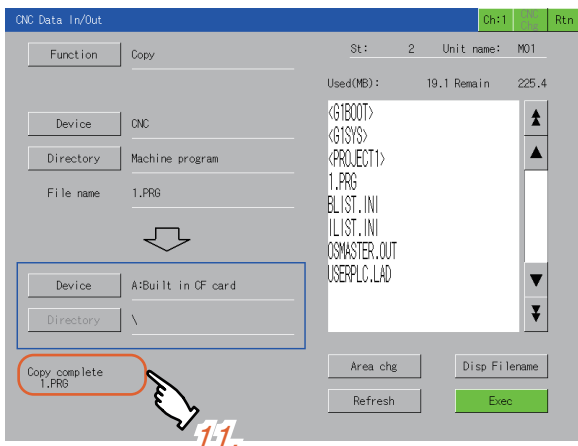 CNC Data In/Out
Ch:1
CNC Chg
Rtn
Function
Copy
St: 2 Unit name: M01
Used(MB): 19.1 Remain 225.4
Device
CNC
Directory
Machine program
File name
1.PRG
Device
A:Built in CF card
Directory
\
Copy complete
1.PRG
<G1BOOT>
<G1SYS>
<PROJECT1>
1.PRG
BLIST.INI
ILIST.INI
OSMASTER.OUT
USERPLC.LAD
Area chg
Disp Filename
Refresh
Exec
11.